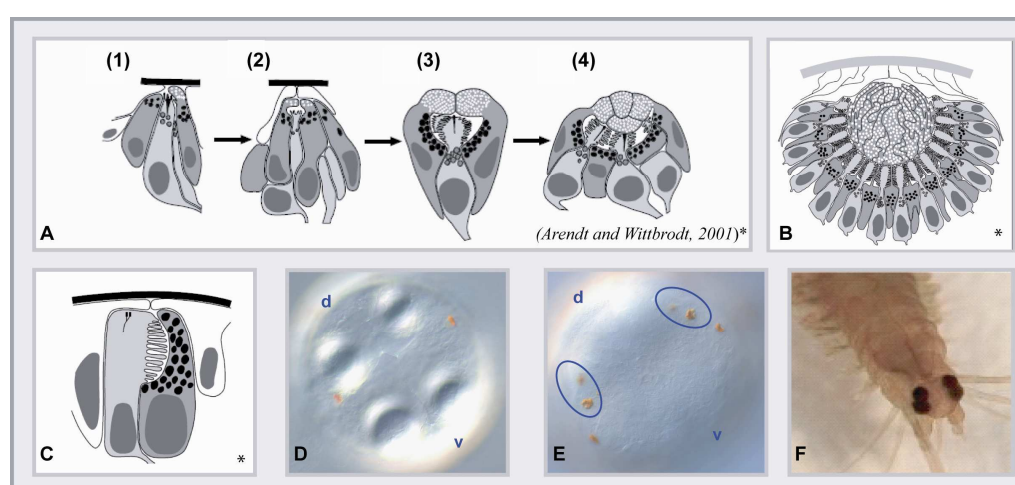 (1)
(2)
(3)
(4)
A
(Arendt and Wittbrodt, 2001)*
B
*
C
*
d
D
v
d
E
v
F